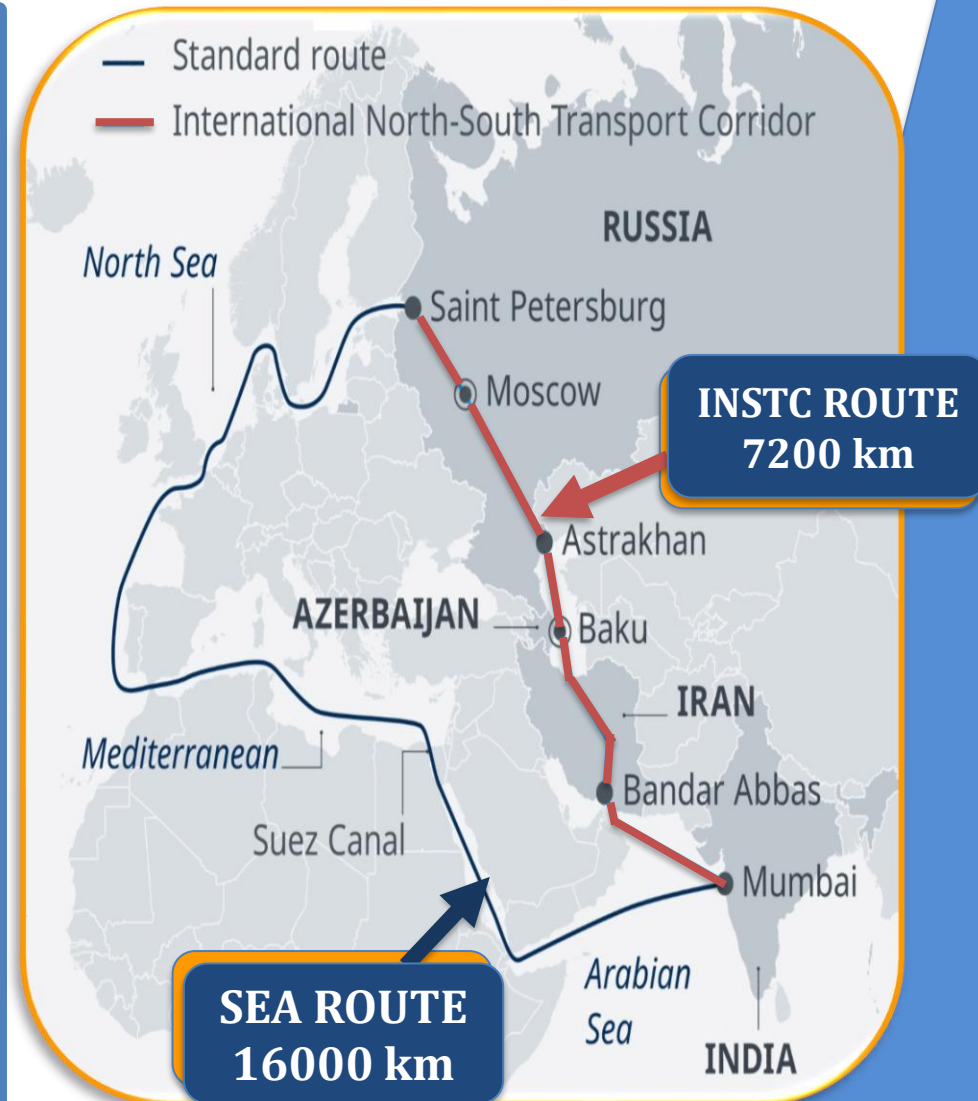 Standard route
International North-South Transport Corridor
RUSSIA
North Sea
Saint Petersburg
Moscow
INSTC ROUTE
7200 km
Astrakhan
AZERBAIJAN
Baku
IRAN
Mediterranean
Bandar Abbas
Suez Canal
Mumbai
Arabian
Sea
SEA ROUTE
16000 km
INDIA